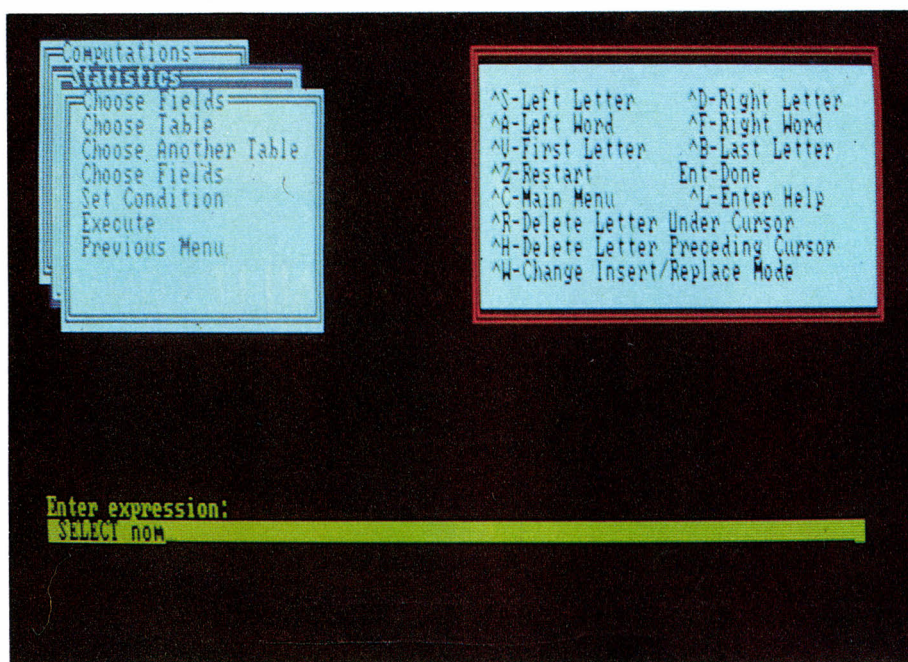 Computations
Statistics
Choose Fields
Choose Table
Choose Another Table
Choose Fields
Set Condition
Execute
Previous Menu
^S-Left Letter ^D-Right Letter
^A-Left Word ^F-Right Word
^V-First Letter ^B-Last Letter
^Z-Restart Ent-Done
^C-Main Menu ^L-Enter Help
^R-Delete Letter Under Cursor
^H-Delete Letter Preceding Cursor
^W-Change Insert/Replace Mode
Enter expression:
SELECT nom